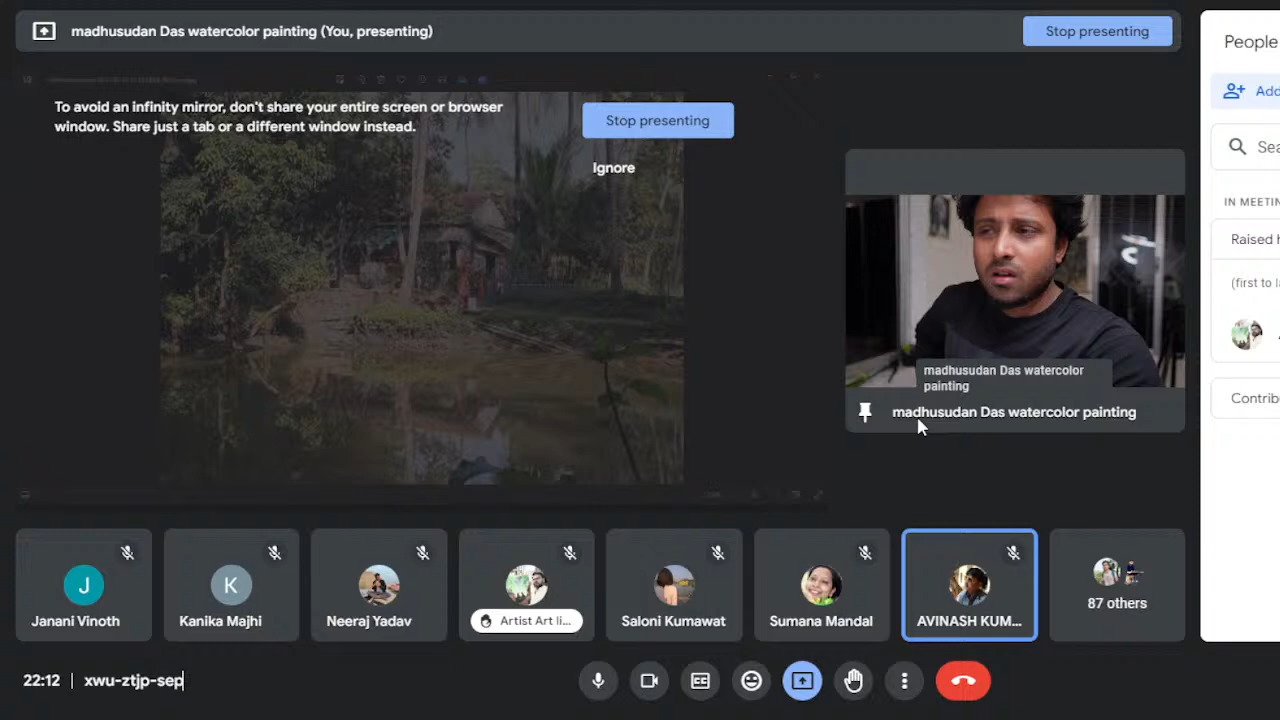 madhusudan Das watercolor painting (You, presenting)
Stop presenting
To avoid an infinity mirror, don't share your entire screen or browser
window. Share just a tab or a different window instead.
Stop presenting
Ignore
madhusudan Das watercolor
painting
madhusudan Das watercolor painting
People
Add
Sea
IN MEETIN
Raised h
(first to la
Contrib
J
Janani Vinoth
K
Kanika Majhi
Neeraj Yadav
Artist Art li...
Saloni Kumawat
Sumana Mandal
AVINASH KUM...
87 others
22:12 | xwu-ztjp-sep
CC